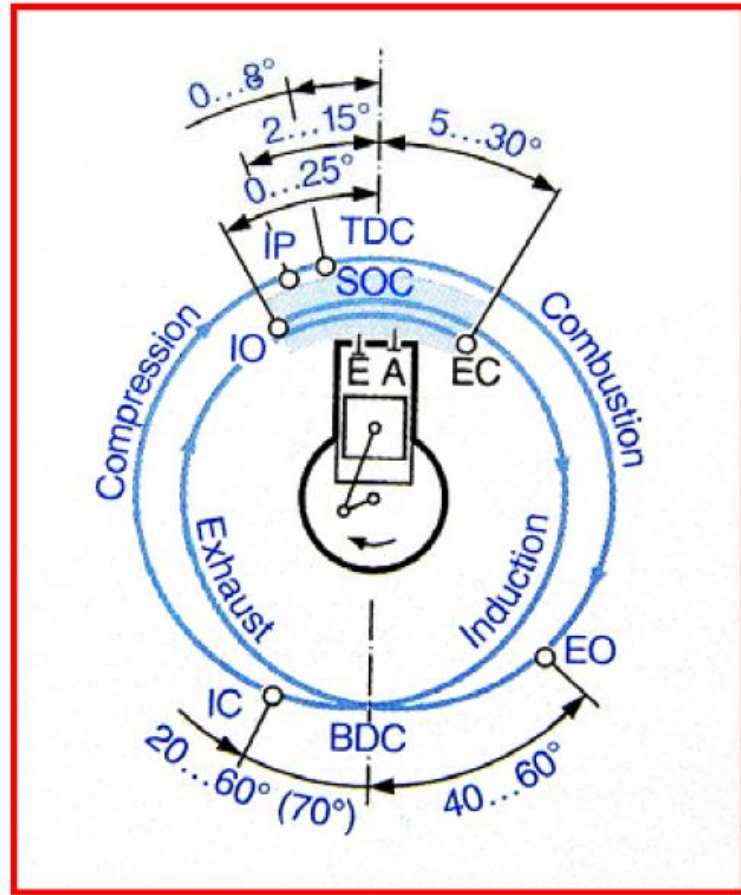 0...8°
2...15°
5...30°
0...25°
IP
TDC
SOC
IO
E A
EC
Compression
Combustion
Exhaust
Induction
EO
IC
BDC
20...60° (70°)
40...60°